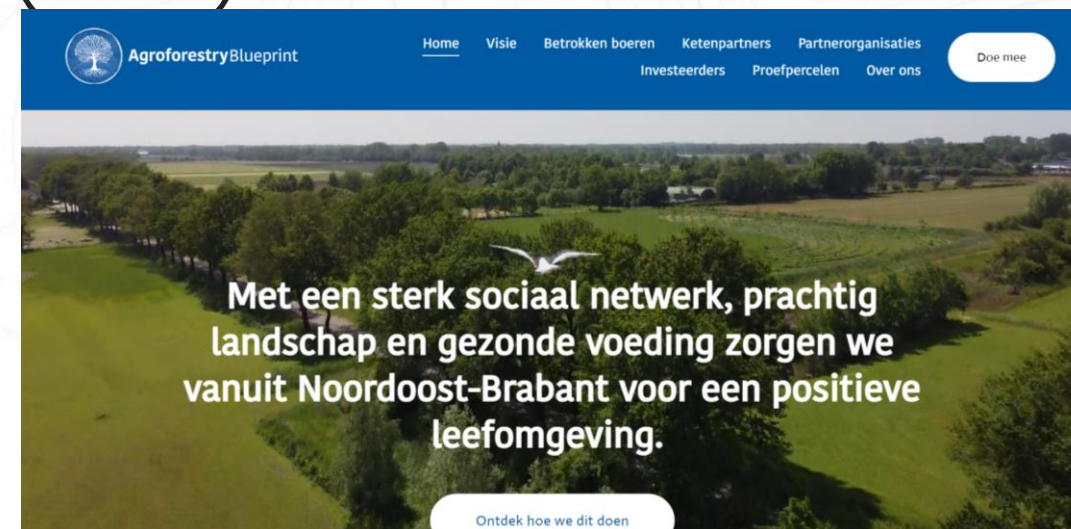 AgroforestryBlueprint
Home Visie Betrokken boeren Ketenpartners Partnerorganisaties
Investeerders Proefpercelen Over ons
Doe mee
Met een sterk sociaal netwerk, prachtig
landschap en gezonde voeding zorgen we
vanuit Noordoost-Brabant voor een positieve
leefomgeving.
Ontdek hoe we dit doen